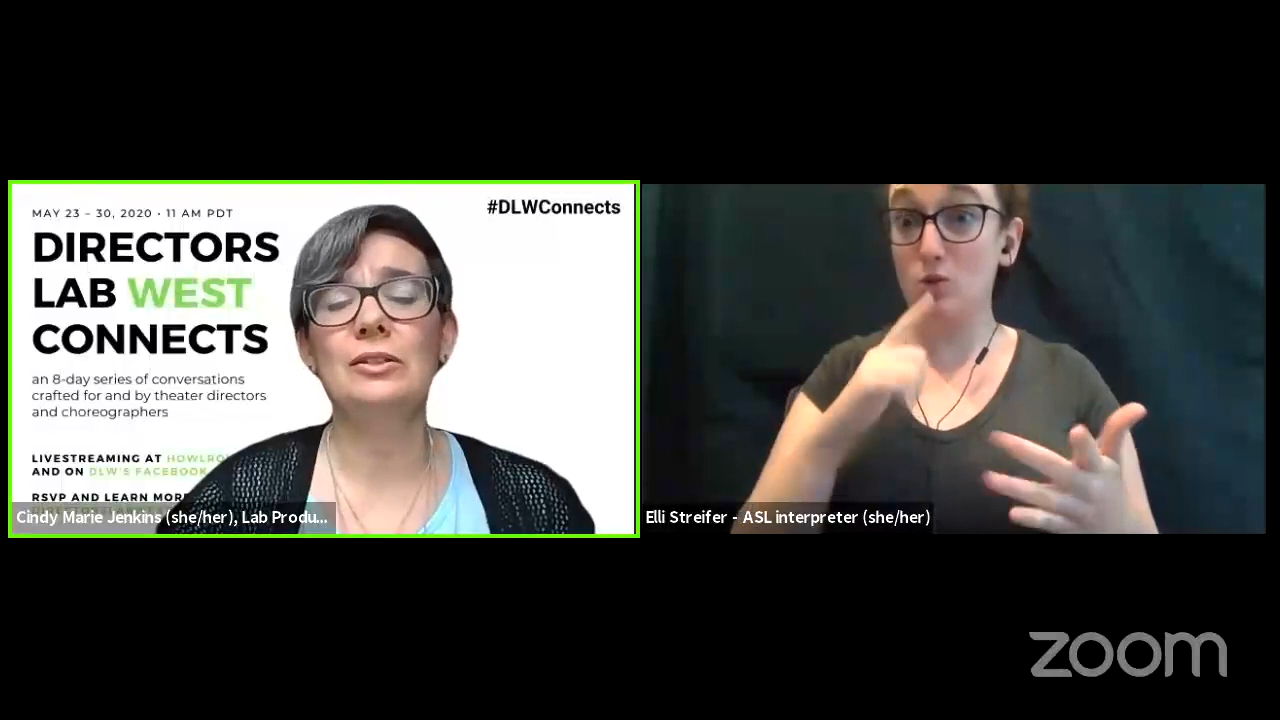 MAY 23 – 30, 2020 • 11 AM PDT
#DLWConnects
DIRECTORS
LAB WEST
CONNECTS
an 8-day series of conversations
crafted for and by theater directors
and choreographers
LIVESTREAMING AT
AND ON DLW'S FACEBOOK
RSVP AND LEARN MORE
Cindy Marie Jenkins (she/her), Lab Produ...
Elli Streifer - ASL interpreter (she/her)
zoom